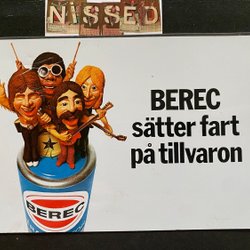 NISSED
BEREC
sätter fart
på tillvaron
BEREC